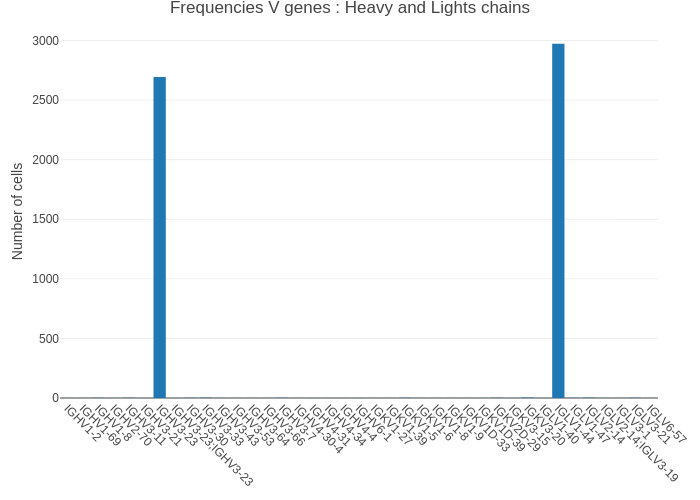 Frequencies V genes : Heavy and Lights chains
3000
2500
2000
1500
1000
500
0
Number of cells
IGHV1-2
IGHV1-69
IGHV1-8
IGHV2-70
IGHV3-11
IGHV3-21
IGHV3-23
IGHV3-23;IGHV3-23
IGHV3-30
IGHV3-33
IGHV3-43
IGHV3-53
IGHV3-64
IGHV3-66
IGHV3-7
IGHV4-30-4
IGHV4-31
IGHV4-34
IGHV4-4
IGHV6-1
IGKV1-27
IGKV1-39
IGKV1-5
IGKV1-6
IGKV1-8
IGKV1-9
IGKV1D-33
IGKV1D-39
IGKV2D-29
IGKV3-15
IGKV3-20
IGLV1-40
IGLV1-44
IGLV1-47
IGLV2-14
IGLV2-14;IGLV3-19
IGLV3-1
IGLV3-21
IGLV6-57